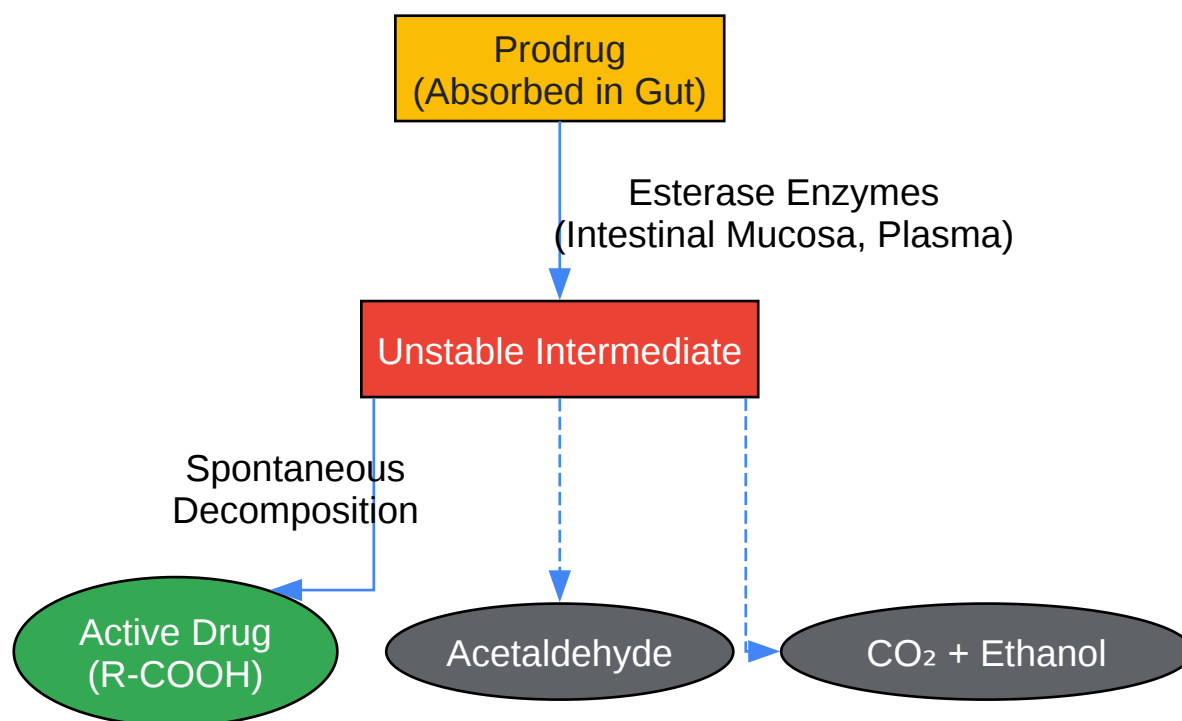 Prodrug
(Absorbed in Gut)
Esterase Enzymes
(Intestinal Mucosa, Plasma)
Unstable Intermediate
Spontaneous
Decomposition
Active Drug
(R-COOH)
Acetaldehyde
CO₂ + Ethanol